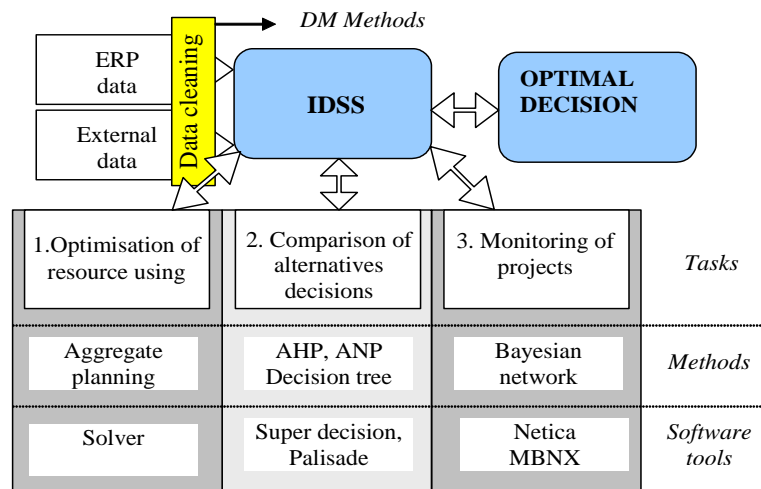 DM Methods
ERP
data
External
data
Data cleaning
IDSS
OPTIMAL
DECISION
1.Optimisation of
resource using
2. Comparison of
alternatives
decisions
3. Monitoring of
projects
Tasks
Aggregate
planning
AHP, ANP
Decision tree
Bayesian
network
Methods
Solver
Super decision,
Palisade
Netica
MBNX
Software
tools